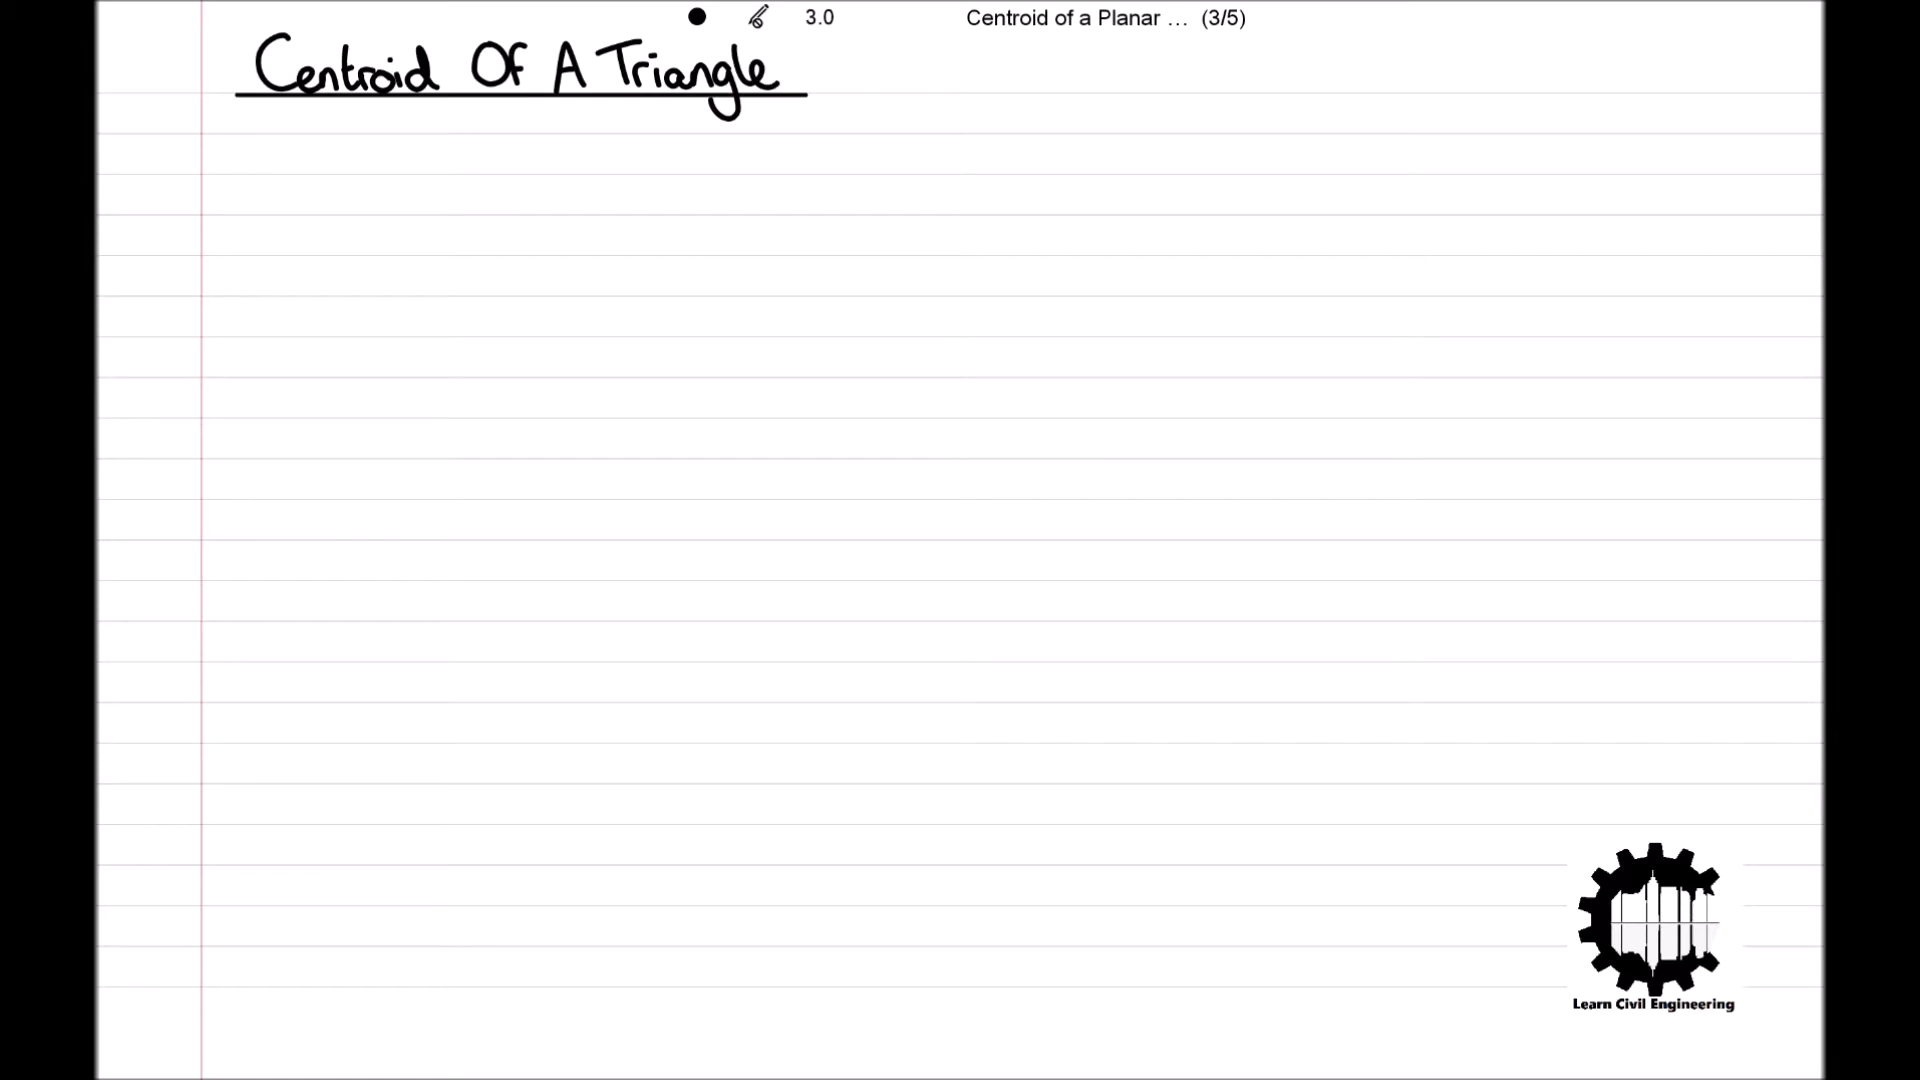 3.0 Centroid of a Planar … (3/5)
Centroid Of A Triangle
Learn Civil Engineering